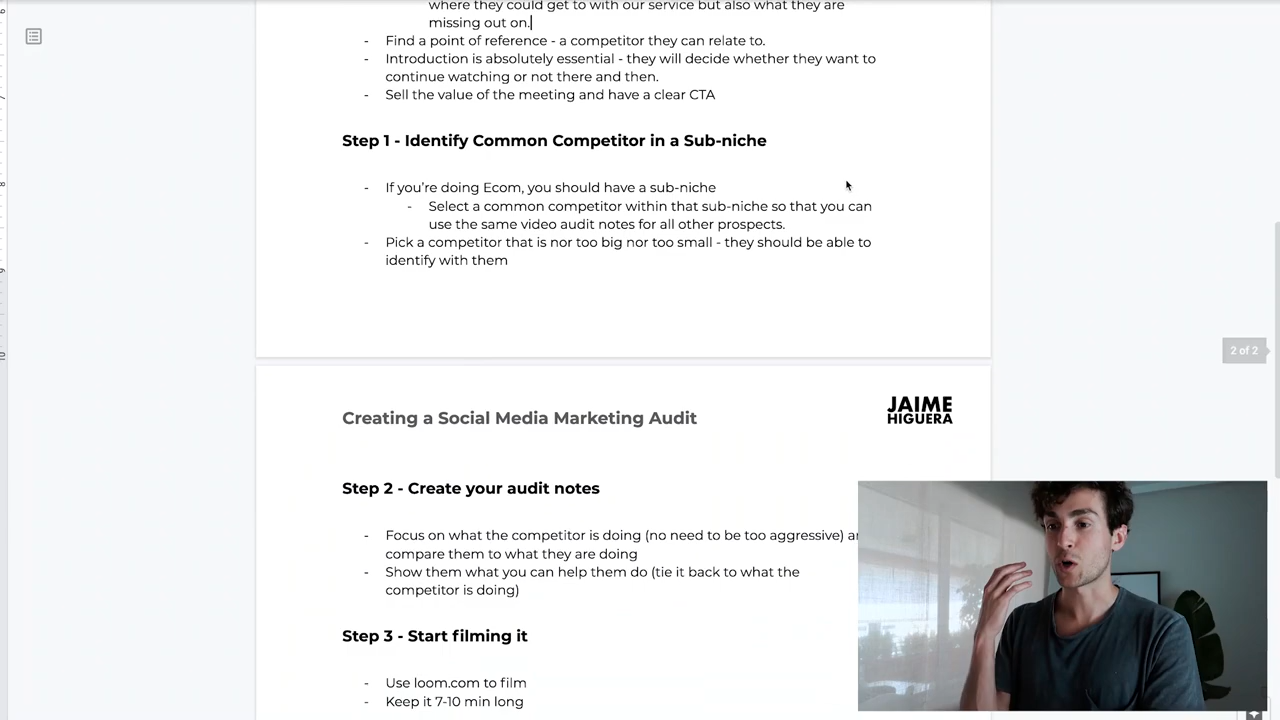 where they could get to with our service but also what they are
missing out on.
- Find a point of reference - a competitor they can relate to.
- Introduction is absolutely essential - they will decide whether they want to
continue watching or not there and then.
- Sell the value of the meeting and have a clear CTA
Step 1 - Identify Common Competitor in a Sub-niche
- If you're doing Ecom, you should have a sub-niche
- Select a common competitor within that sub-niche so that you can
use the same video audit notes for all other prospects.
- Pick a competitor that is nor too big nor too small - they should be able to
identify with them
2 of 2
Creating a Social Media Marketing Audit
JAIME
HIGUERA
Step 2 - Create your audit notes
- Focus on what the competitor is doing (no need to be too aggressive)
compare them to what they are doing
- Show them what you can help them do (tie it back to what the
competitor is doing)
Step 3 - Start filming it
- Use loom.com to film
- Keep it 7-10 min long